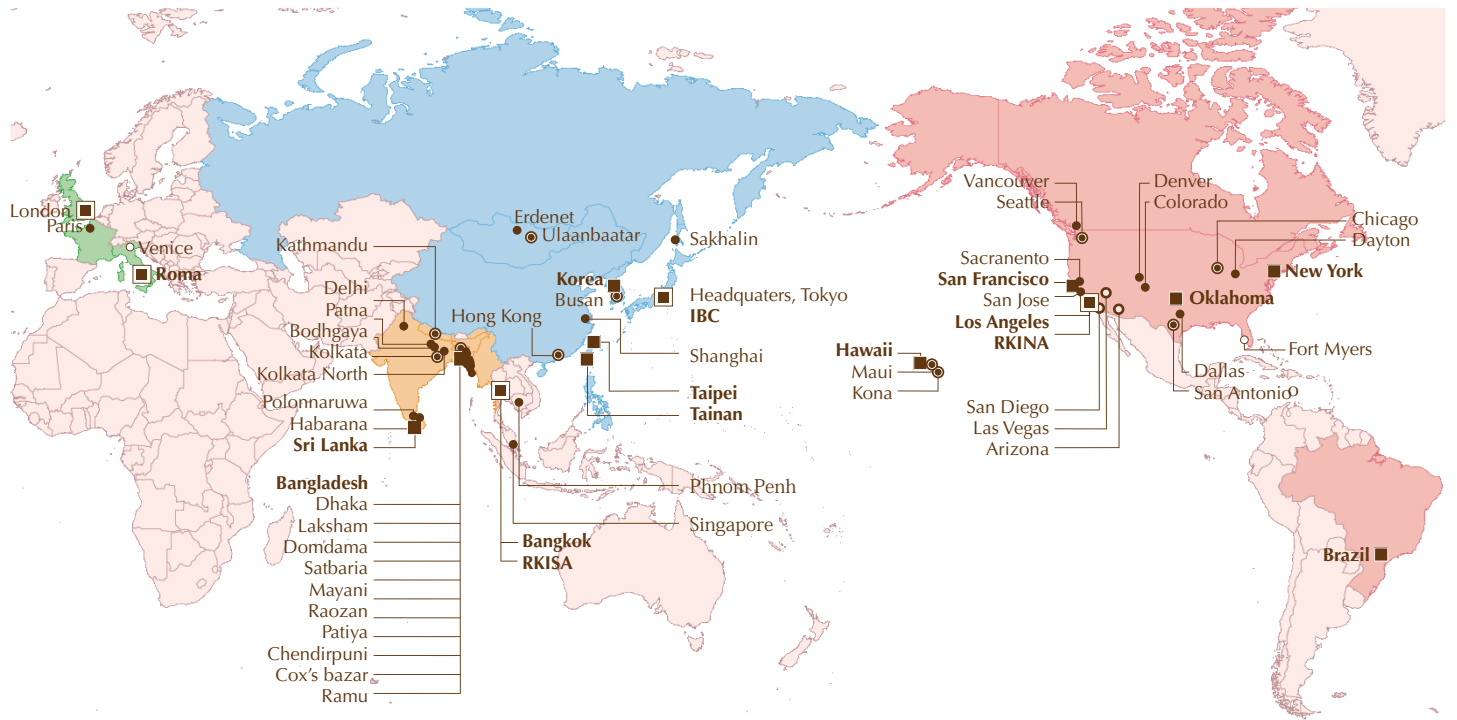 London
Paris
Venice
Roma
Kathmandu
Delhi
Patna
Bodhgaya
Kolkata
Kolkata North
Polonnaruwa
Habarana
Sri Lanka
Bangladesh
Dhaka
Laksham
Domdama
Satbaria
Mayani
Raozan
Patiya
Chendirpuni
Cox's bazar
Ramu
Erdenet
Ulaanbaatar
Sakhalin
Korea
Busan
Headquaters, Tokyo
IBC
Hong Kong
Shanghai
Taipei
Tainan
Phnom Penh
Singapore
Bangkok
RKISA
Hawaii
Maui
Kona
Vancouver
Seattle
Sacranento
San Francisco
San Jose
Los Angeles
RKINA
San Diego
Las Vegas
Arizona
Denver
Colorado
Chicago
Dayton
New York
Oklahoma
Fort Myers
Dallas
San Antonio
Brazil